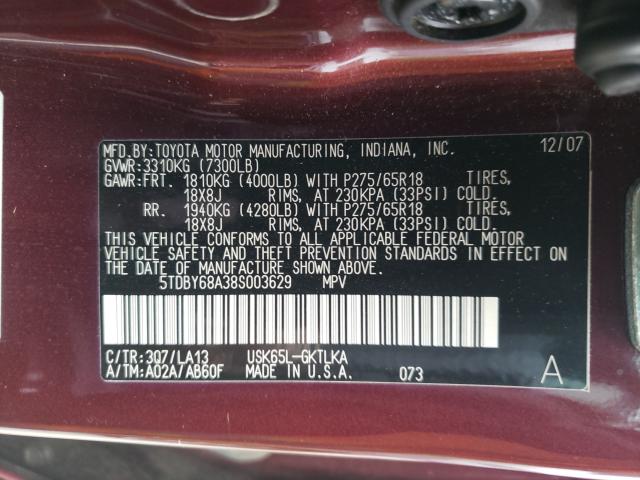 MFD.BY:TOYOTA MOTOR MANUFACTURING, INDIANA, INC. 12/07
GVWR:3310KG (7300LB)
GAWR:FRT. 1810KG (4000LB) WITH P275/65R18 TIRES,
18X8J RIMS, AT 230KPA (33PSI) COLD.
RR. 1940KG (4280LB) WITH P275/65R18 TIRES,
18X8J RIMS, AT 230KPA (33PSI) COLD.
THIS VEHICLE CONFORMS TO ALL APPLICABLE FEDERAL MOTOR
VEHICLE SAFETY AND THEFT PREVENTION STANDARDS IN EFFECT ON
THE DATE OF MANUFACTURE SHOWN ABOVE.
5TDBY68A38S003629 MPV
C/TR:3Q7/LA13 USK65L-GKTLKA
A/TM:A02A/AB60F MADE IN U.S.A. 073 A